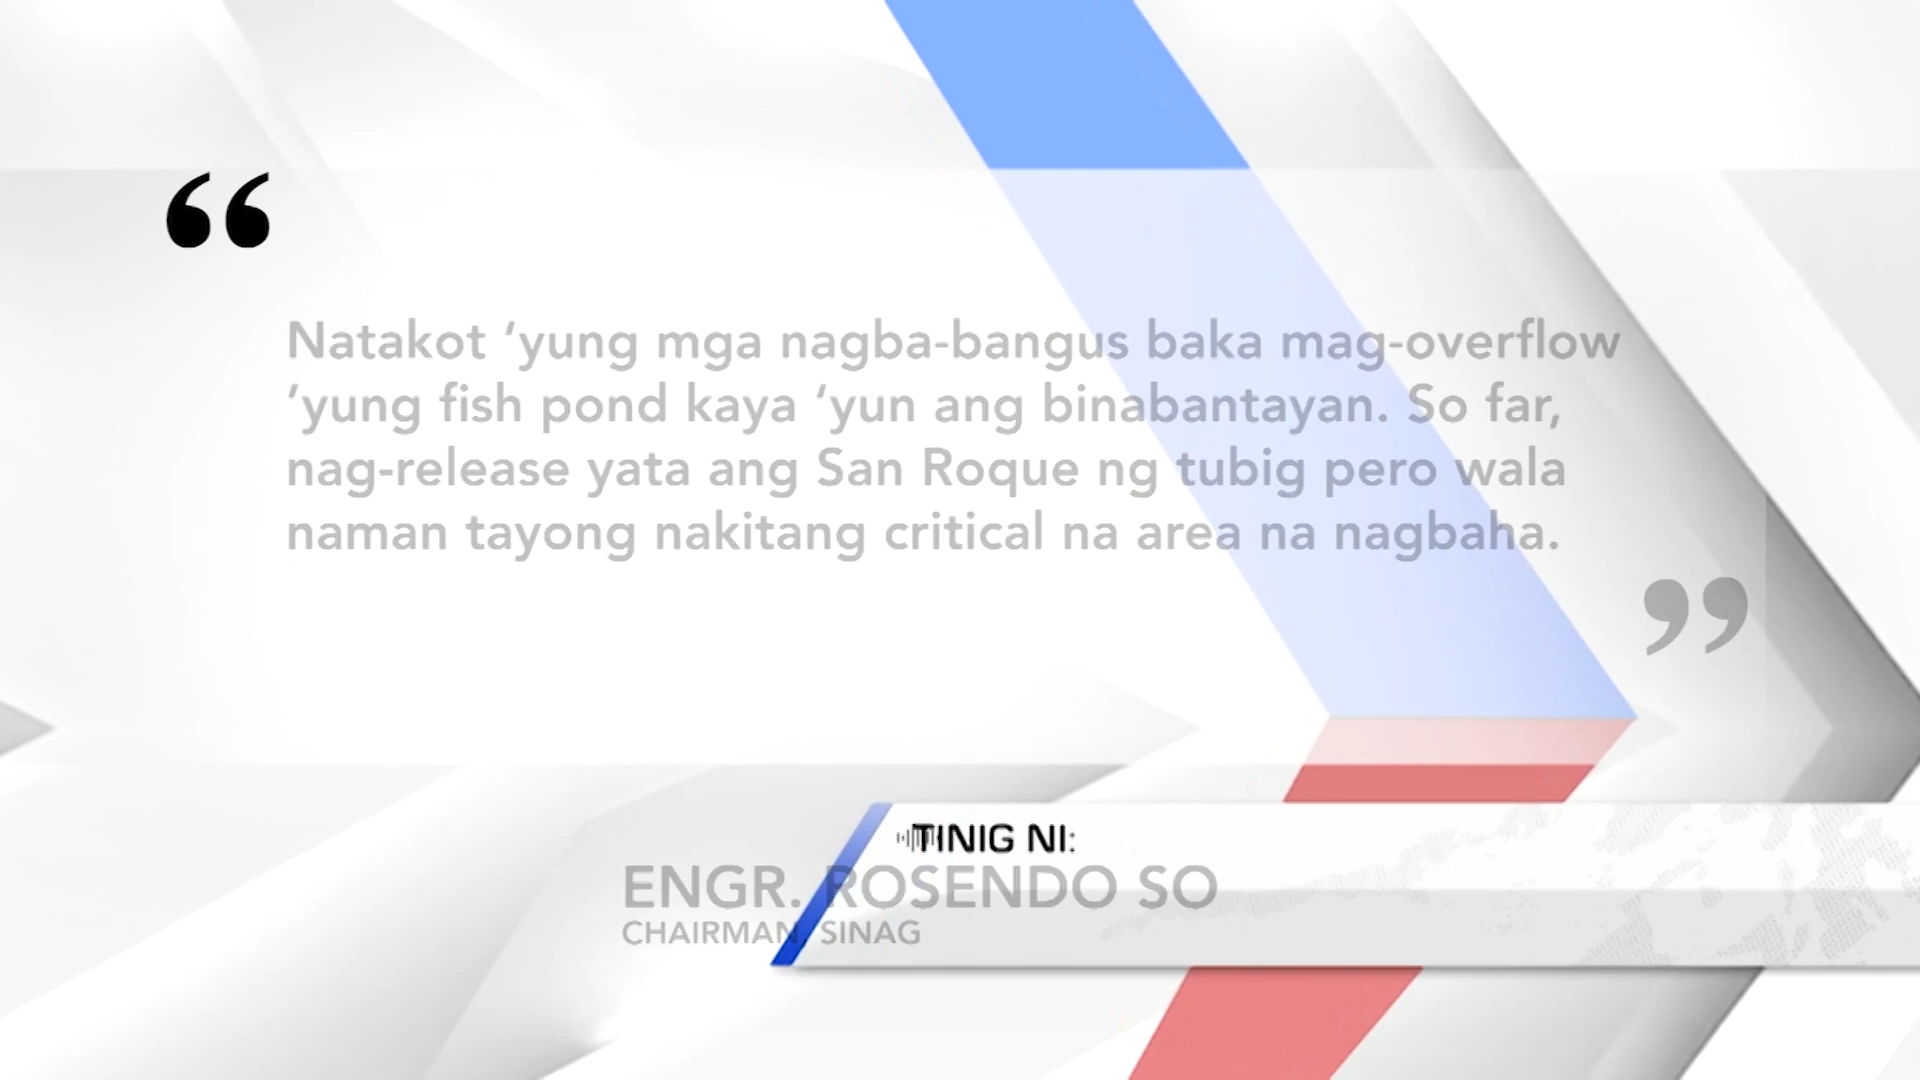 “
Natakot ‘yung mga nagba-bangus baka mag-overflow
‘yung fish pond kaya ‘yun ang binabantayan. So far,
nag-release yata ang San Roque ng tubig pero wala
naman tayong nakitang critical na area na nagbaha.
”
TINIG NI:
ENGR. ROSENDO SO
CHAIRMAN, SINAG